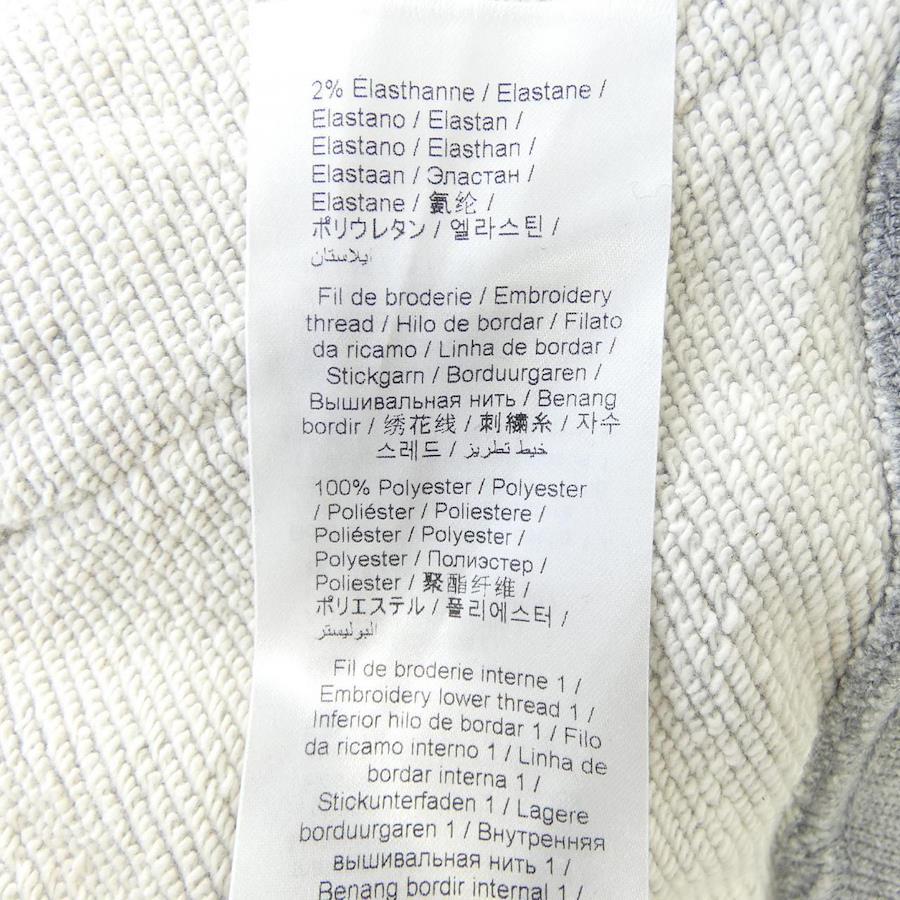 2% Élasthanne / Elastane /
Elastano / Elastan /
Elastano / Elasthan /
Elastaan / Эластан /
Elastane / 氨纶 /
ポリウレタン / 엘라스틴 /
ايلاستان
Fil de broderie / Embroidery
thread / Hilo de bordar / Filato
da ricamo / Linha de bordar /
Stickgarn / Borduurgaren /
Вышивальная нить / Benang
bordir / 绣花线 / 刺繍糸 / 자수
스레드 / خيط تطريز
100% Polyester / Polyester
/ Poliéster / Poliestere /
Poliéster / Polyester /
Polyester / Полиэстер /
Poliester / 聚酯纤维 /
ポリエステル / 폴리에스터 /
البوليستر
Fil de broderie interne 1 /
Embroidery lower thread 1 /
Inferior hilo de bordar 1 / Filo
da ricamo interno 1 / Linha de
bordar interna 1 /
Stickunterfaden 1 / Lagere
borduurgaren 1 / Внутренняя
вышивальная нить 1 /
Benang bordir internal 1 /